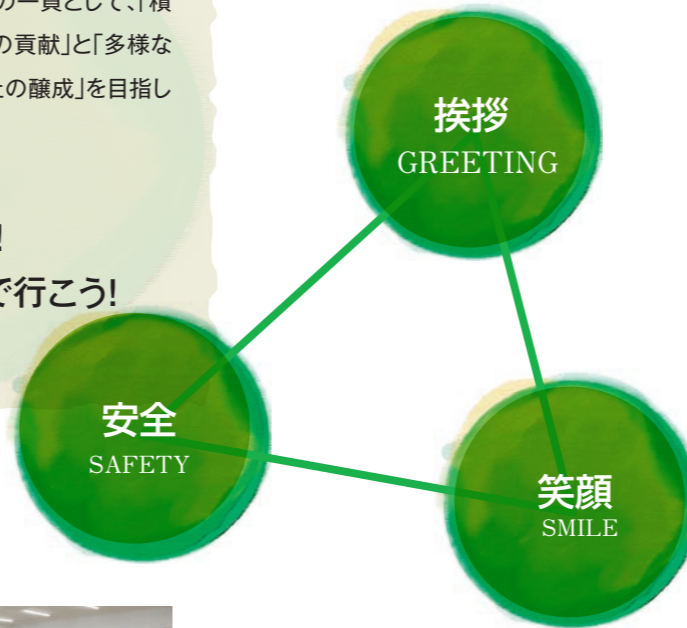 の一員として、「積
の貢献」と「多様な
の醸成」を目指し
!
で行こう!
挨拶
GREETING
安全
SAFETY
笑顔
SMILE